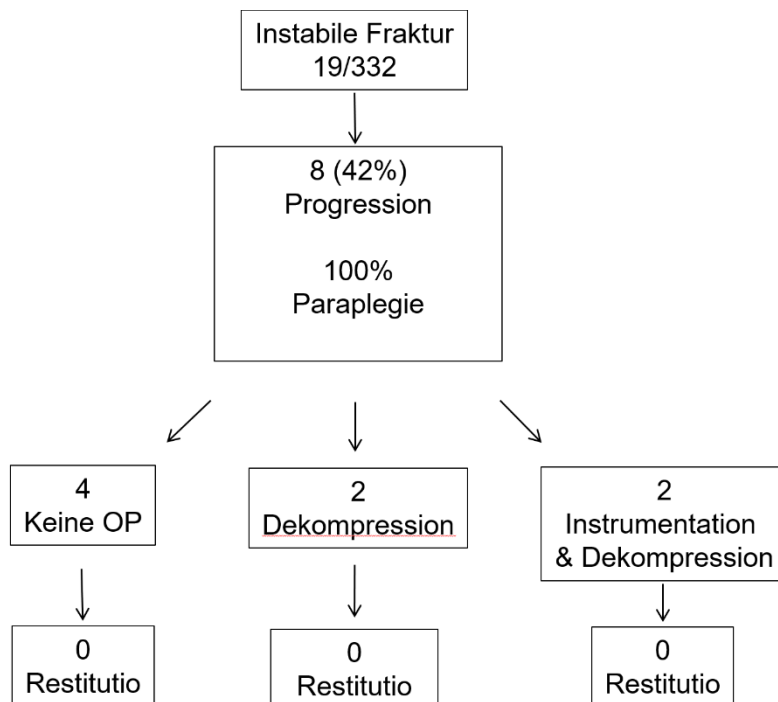 Instabile Fraktur
19/332
8 (42%)
Progression
100%
Paraplegie
4
Keine OP
2
Dekompression
2
Instrumentation
& Dekompression
0
Restitutio
0
Restitutio
0
Restitutio